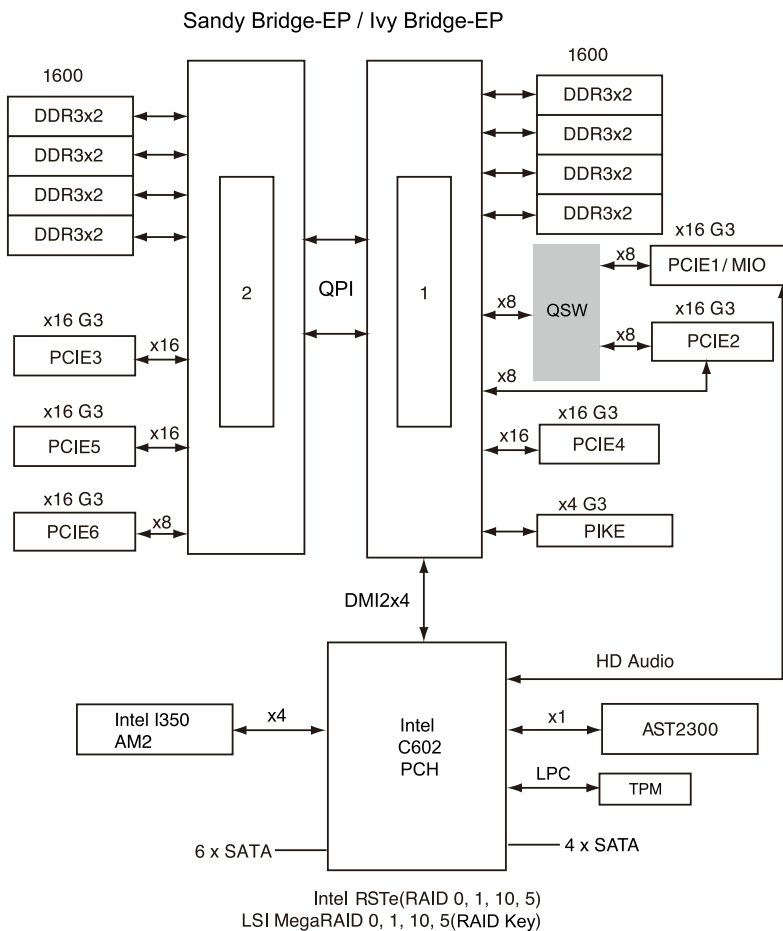 Sandy Bridge-EP / Ivy Bridge-EP
1600
1600
DDR3x2
DDR3x2
DDR3x2
DDR3x2
DDR3x2
DDR3x2
DDR3x2
DDR3x2
x16 G3
PCIE1/ MIO
x8
2
QPI
1
x8
QSW
x16 G3
x16 G3
PCIE3
x16
x8
PCIE2
x8
x16 G3
PCIE5
x16
x16 G3
x16
PCIE4
x16 G3
PCIE6
x8
x4 G3
PIKE
DMI2x4
HD Audio
Intel I350
AM2
x4
Intel
C602
PCH
x1
AST2300
LPC
TPM
6 x SATA
4 x SATA
Intel RSTe(RAID 0, 1, 10, 5)
LSI MegaRAID 0, 1, 10, 5(RAID Key)